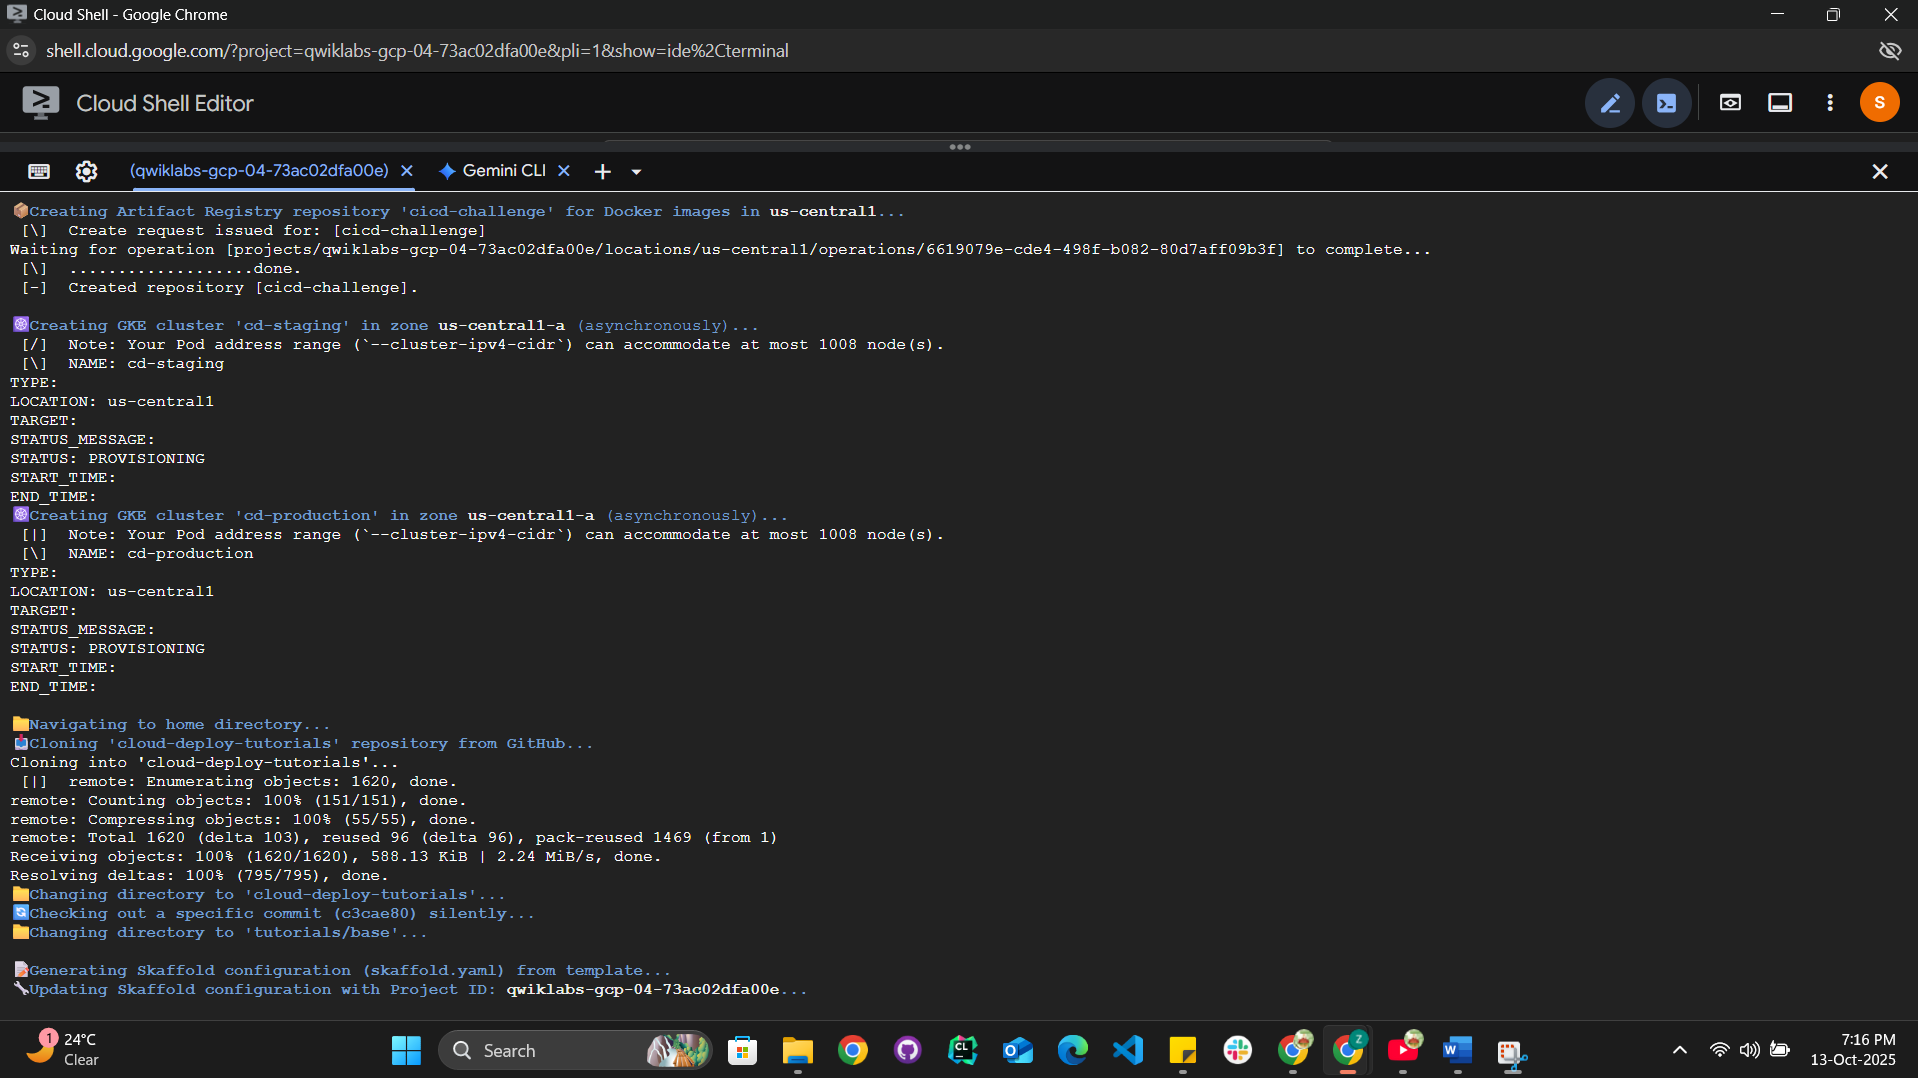 Cloud Shell - Google Chrome
shell.cloud.google.com/?project=qwiklabs-gcp-04-73ac02dfa00e&pli=1&show=ide%2Cterminal
Cloud Shell Editor
S
(qwiklabs-gcp-04-73ac02dfa00e)
Gemini CLI
Creating Artifact Registry repository 'cicd-challenge' for Docker images in us-central1...
[\]  Create request issued for: [cicd-challenge]
Waiting for operation [projects/qwiklabs-gcp-04-73ac02dfa00e/locations/us-central1/operations/6619079e-cde4-498f-b082-80d7aff09b3f] to complete...
[\]  ...................done.
[-]  Created repository [cicd-challenge].
Creating GKE cluster 'cd-staging' in zone us-central1-a (asynchronously)...
[/]  Note: Your Pod address range (`--cluster-ipv4-cidr`) can accommodate at most 1008 node(s).
[\]  NAME: cd-staging
TYPE:
LOCATION: us-central1
TARGET:
STATUS_MESSAGE:
STATUS: PROVISIONING
START_TIME:
END_TIME:
Creating GKE cluster 'cd-production' in zone us-central1-a (asynchronously)...
[|]  Note: Your Pod address range (`--cluster-ipv4-cidr`) can accommodate at most 1008 node(s).
[\]  NAME: cd-production
TYPE:
LOCATION: us-central1
TARGET:
STATUS_MESSAGE:
STATUS: PROVISIONING
START_TIME:
END_TIME:
Navigating to home directory...
Cloning 'cloud-deploy-tutorials' repository from GitHub...
Cloning into 'cloud-deploy-tutorials'...
[|]  remote: Enumerating objects: 1620, done.
remote: Counting objects: 100% (151/151), done.
remote: Compressing objects: 100% (55/55), done.
remote: Total 1620 (delta 103), reused 96 (delta 96), pack-reused 1469 (from 1)
Receiving objects: 100% (1620/1620), 588.13 KiB | 2.24 MiB/s, done.
Resolving deltas: 100% (795/795), done.
Changing directory to 'cloud-deploy-tutorials'...
Checking out a specific commit (c3cae80) silently...
Changing directory to 'tutorials/base'...
Generating Skaffold configuration (skaffold.yaml) from template...
Updating Skaffold configuration with Project ID: qwiklabs-gcp-04-73ac02dfa00e...
1
24°C
Clear
Search
CL
Z
7:16 PM
13-Oct-2025